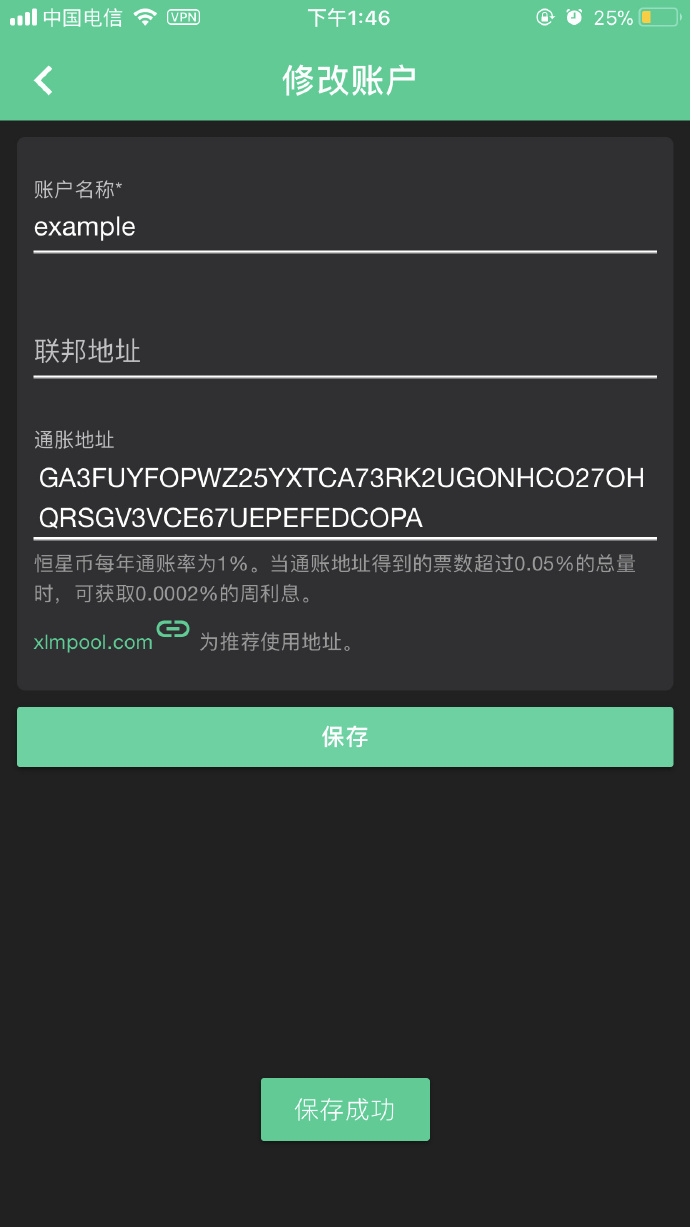 中国电信 VPN 下午1:46 25%
修改账户
账户名称*
example
联邦地址
通胀地址
GA3FUYFOPWZ25YXTCA73RK2UGONHCO27OH
QRSGV3VCE67UEPEFEDCOPA
恒星币每年通账率为1%。当通账地址得到的票数超过0.05%的总量
时，可获取0.0002%的周利息。
xlmpool.com 为推荐使用地址。
保存
保存成功